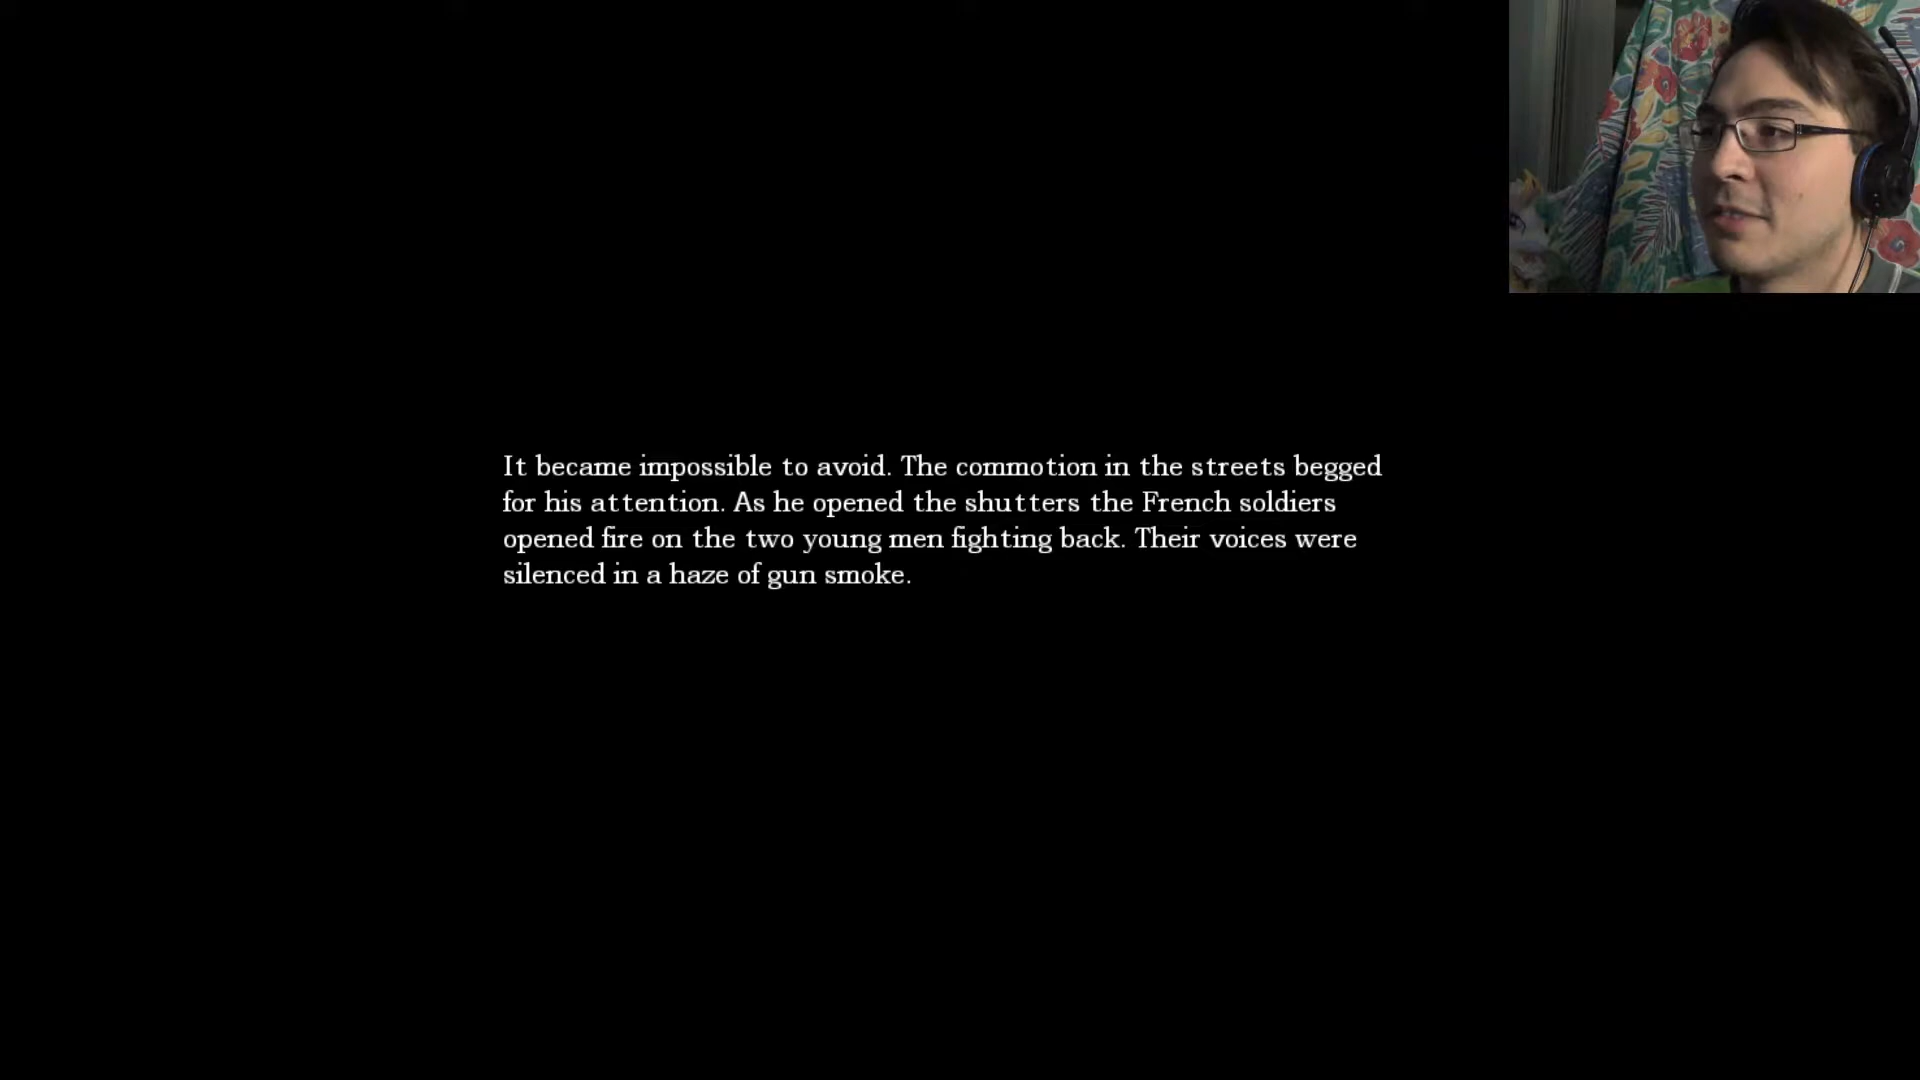 It became impossible to avoid. The commotion in the streets begged
for his attention. As he opened the shutters the French soldiers
opened fire on the two young men fighting back. Their voices were
silenced in a haze of gun smoke.